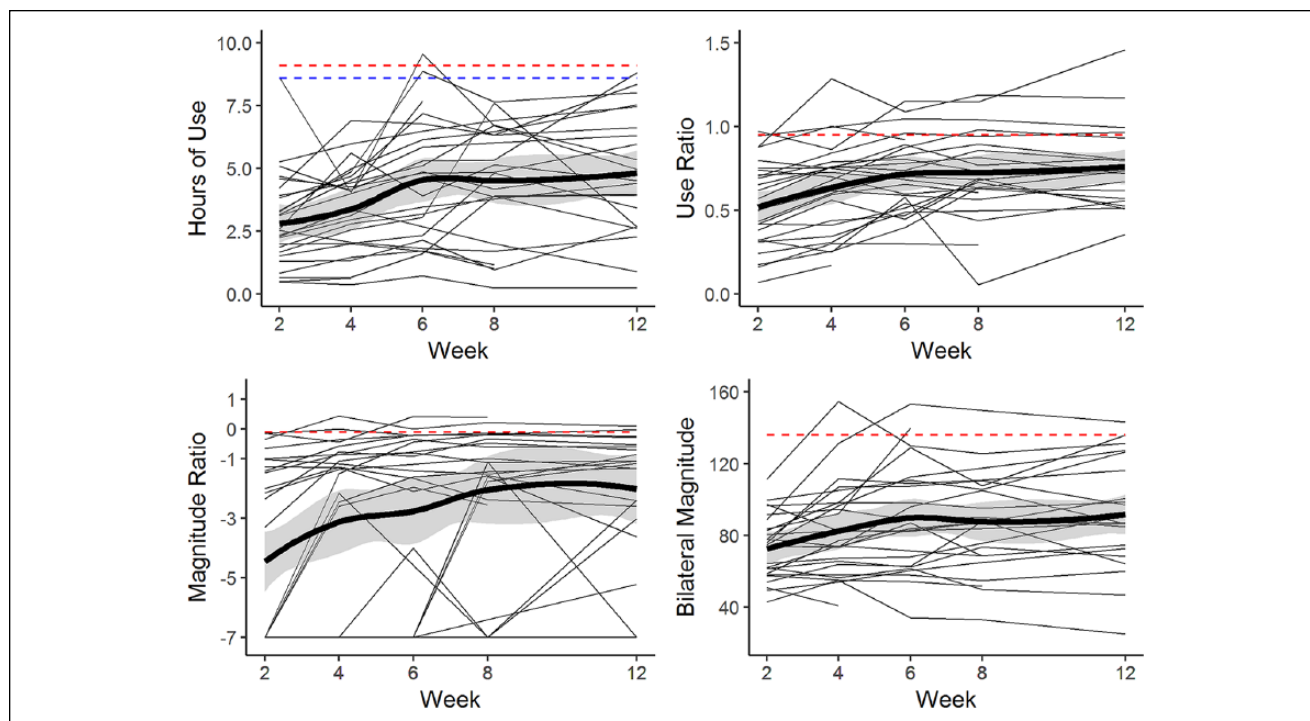 Hours of Use
10.0
7.5
5.0
2.5
0.0
2 4 6 8 12
Week
Use Ratio
1.5
1.0
0.5
0.0
2 4 6 8 12
Week
Magnitude Ratio
1
0
-1
-3
-5
-7
2 4 6 8 12
Week
Bilateral Magnitude
160
120
80
40
2 4 6 8 12
Week